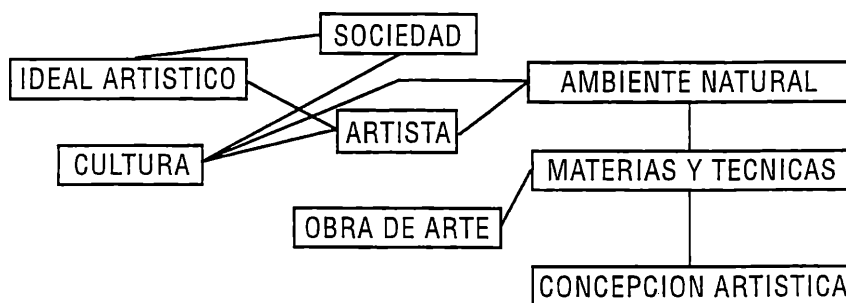 SOCIEDAD
IDEAL ARTISTICO
AMBIENTE NATURAL
ARTISTA
CULTURA
MATERIAS Y TECNICAS
OBRA DE ARTE
CONCEPCION ARTISTICA